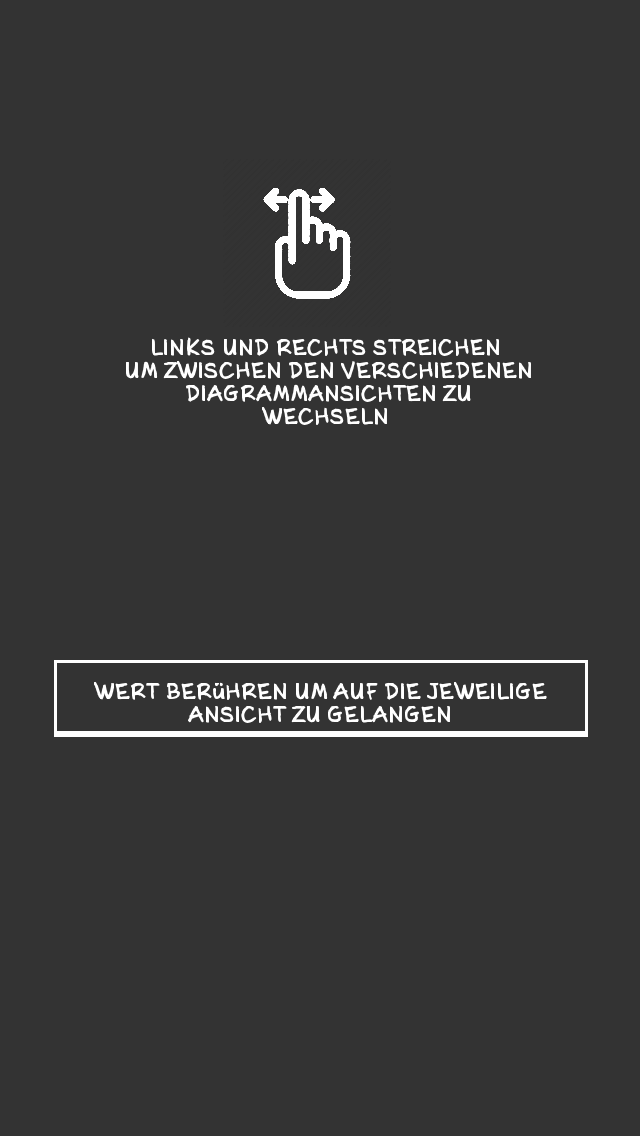 LINKS UND RECHTS STREICHEN
UM ZWISCHEN DEN VERSCHIEDENEN
DIAGRAMMANSICHTEN ZU
WECHSELN
WERT BERüHREN UM AUF DIE JEWEILIGE
ANSICHT ZU GELANGEN